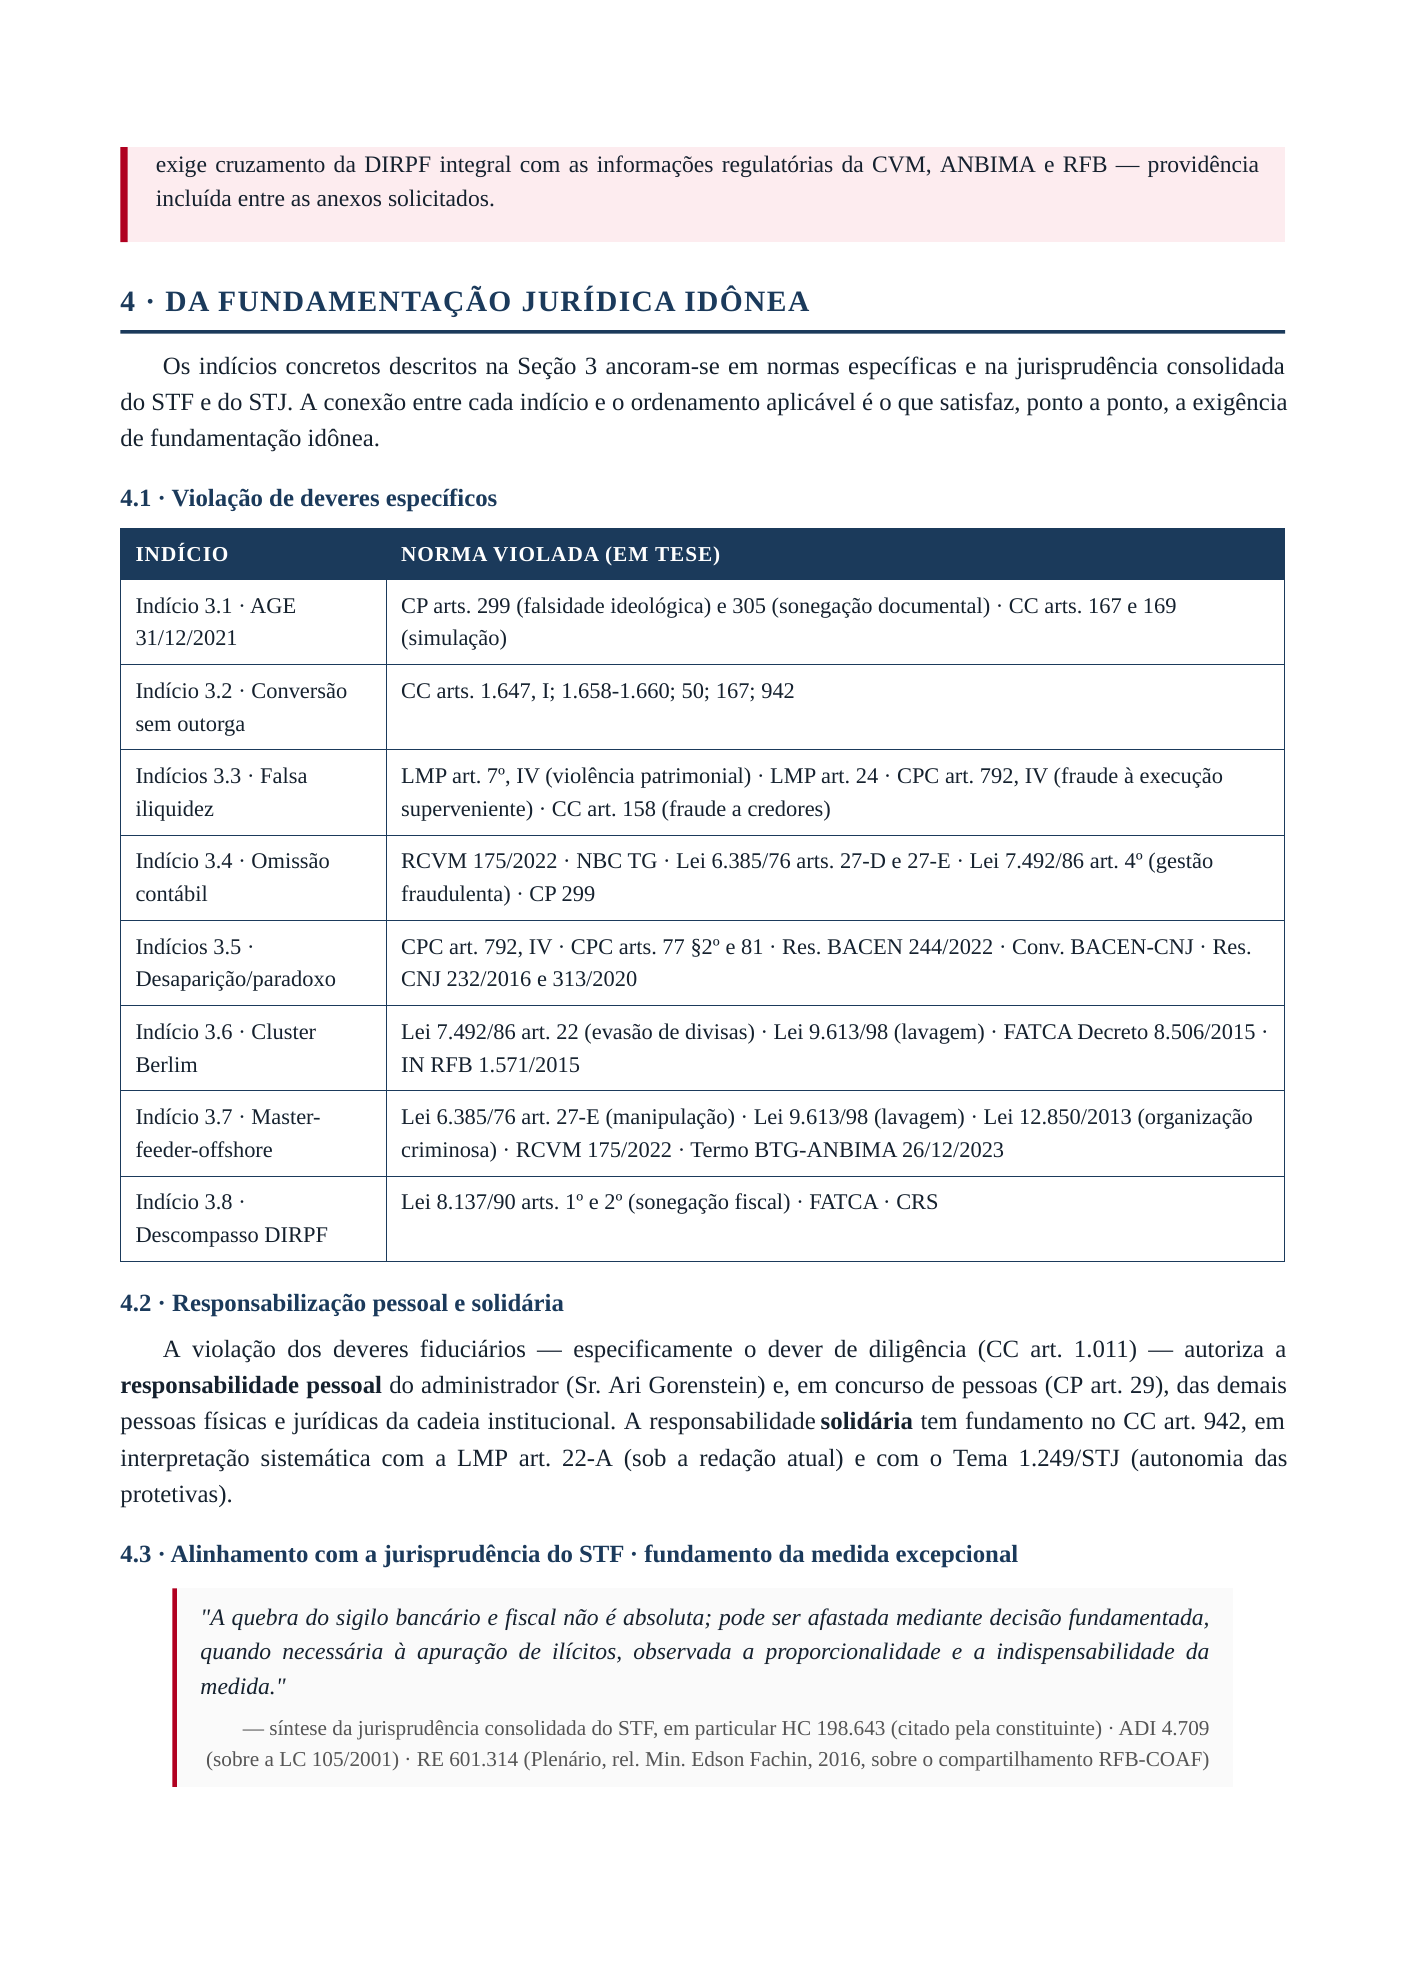 exige cruzamento da DIRPF integral com as informações regulatórias da CVM, ANBIMA e RFB — providência
incluída entre as anexos solicitados.
4 · DA FUNDAMENTAÇÃO JURÍDICA IDÔNEA
Os indícios concretos descritos na Seção 3 ancoram-se em normas específicas e na jurisprudência consolidada
do STF e do STJ. A conexão entre cada indício e o ordenamento aplicável é o que satisfaz, ponto a ponto, a exigência
de fundamentação idônea.
4.1 · Violação de deveres específicos
INDÍCIO
NORMA VIOLADA (EM TESE)
Indício 3.1 · AGE
31/12/2021
CP arts. 299 (falsidade ideológica) e 305 (sonegação documental) · CC arts. 167 e 169
(simulação)
Indício 3.2 · Conversão
sem outorga
CC arts. 1.647, I; 1.658-1.660; 50; 167; 942
Indícios 3.3 · Falsa
iliquidez
LMP art. 7º, IV (violência patrimonial) · LMP art. 24 · CPC art. 792, IV (fraude à execução
superveniente) · CC art. 158 (fraude a credores)
Indício 3.4 · Omissão
contábil
RCVM 175/2022 · NBC TG · Lei 6.385/76 arts. 27-D e 27-E · Lei 7.492/86 art. 4º (gestão
fraudulenta) · CP 299
Indícios 3.5 ·
Desaparição/paradoxo
CPC art. 792, IV · CPC arts. 77 §2º e 81 · Res. BACEN 244/2022 · Conv. BACEN-CNJ · Res.
CNJ 232/2016 e 313/2020
Indício 3.6 · Cluster
Berlim
Lei 7.492/86 art. 22 (evasão de divisas) · Lei 9.613/98 (lavagem) · FATCA Decreto 8.506/2015 ·
IN RFB 1.571/2015
Indício 3.7 · Master-
feeder-offshore
Lei 6.385/76 art. 27-E (manipulação) · Lei 9.613/98 (lavagem) · Lei 12.850/2013 (organização
criminosa) · RCVM 175/2022 · Termo BTG-ANBIMA 26/12/2023
Indício 3.8 ·
Descompasso DIRPF
Lei 8.137/90 arts. 1º e 2º (sonegação fiscal) · FATCA · CRS
4.2 · Responsabilização pessoal e solidária
A violação dos deveres fiduciários — especificamente o dever de diligência (CC art. 1.011) — autoriza a
responsabilidade pessoal do administrador (Sr. Ari Gorenstein) e, em concurso de pessoas (CP art. 29), das demais
pessoas físicas e jurídicas da cadeia institucional. A responsabilidade solidária tem fundamento no CC art. 942, em
interpretação sistemática com a LMP art. 22-A (sob a redação atual) e com o Tema 1.249/STJ (autonomia das
protetivas).
4.3 · Alinhamento com a jurisprudência do STF · fundamento da medida excepcional
"A quebra do sigilo bancário e fiscal não é absoluta; pode ser afastada mediante decisão fundamentada,
quando necessária à apuração de ilícitos, observada a proporcionalidade e a indispensabilidade da
medida."
— síntese da jurisprudência consolidada do STF, em particular HC 198.643 (citado pela constituinte) · ADI 4.709
(sobre a LC 105/2001) · RE 601.314 (Plenário, rel. Min. Edson Fachin, 2016, sobre o compartilhamento RFB-COAF)